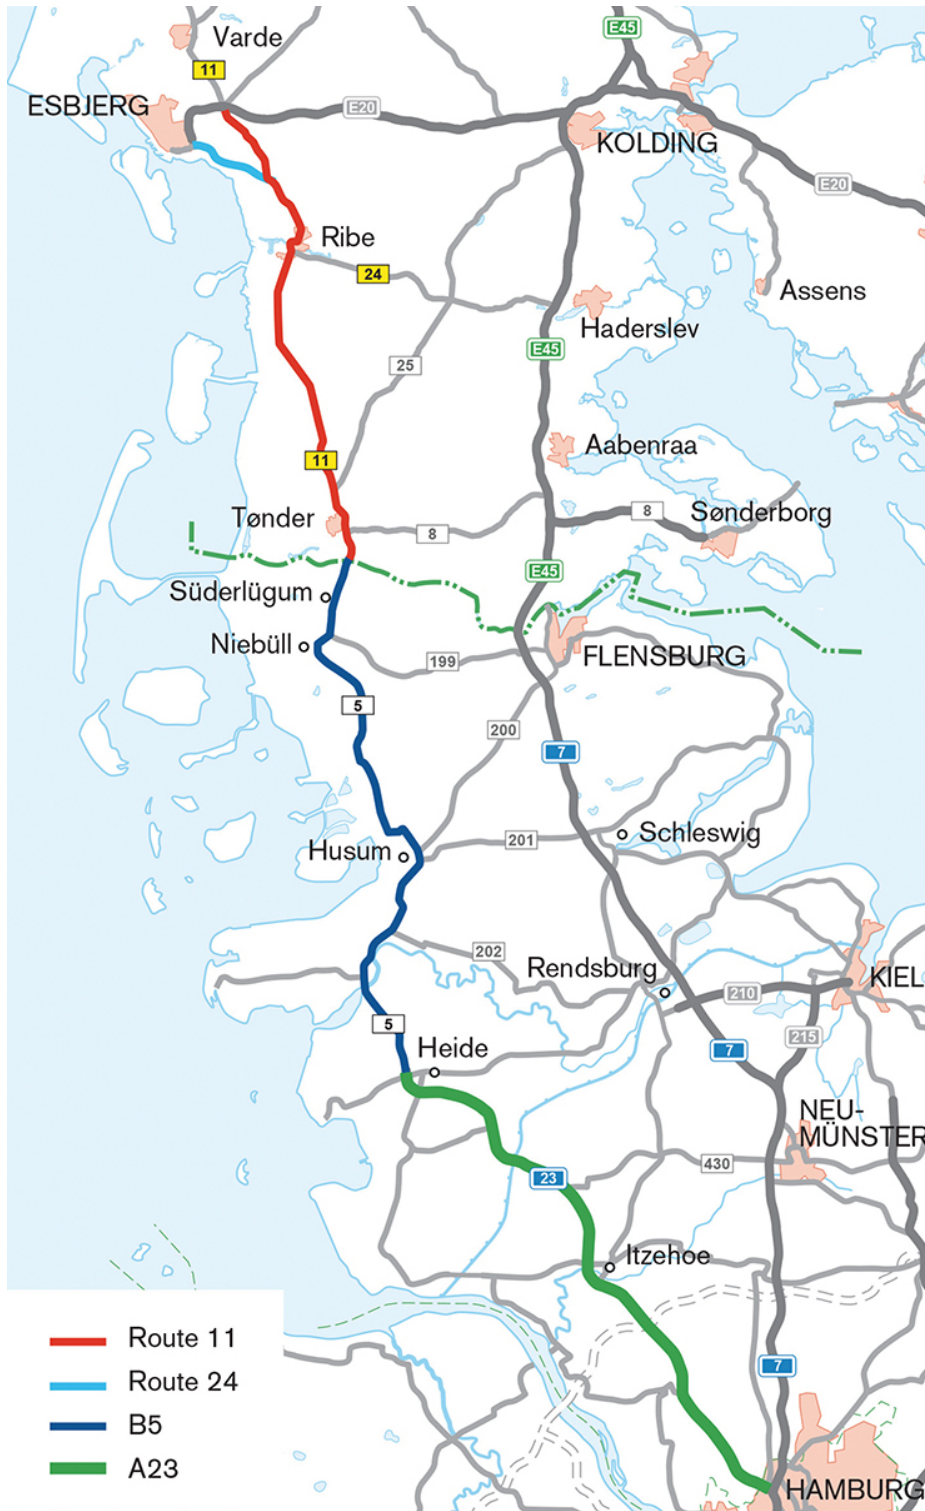 E45
Varde
11
ESBJERG
E20
KOLDING
E20
Ribe
24
Assens
Haderslev
E45
25
Aabenraa
11
Tønder
8
8
Sønderborg
E45
Süderlügum
Niebüll
199
FLENSBURG
5
200
7
Husum
201
Schleswig
202
Rendsburg
210
KIEL
5
Heide
7
215
NEU-
MÜNSTER
430
23
Itzehoe
7
Route 11
Route 24
B5
A23
HAMBURG